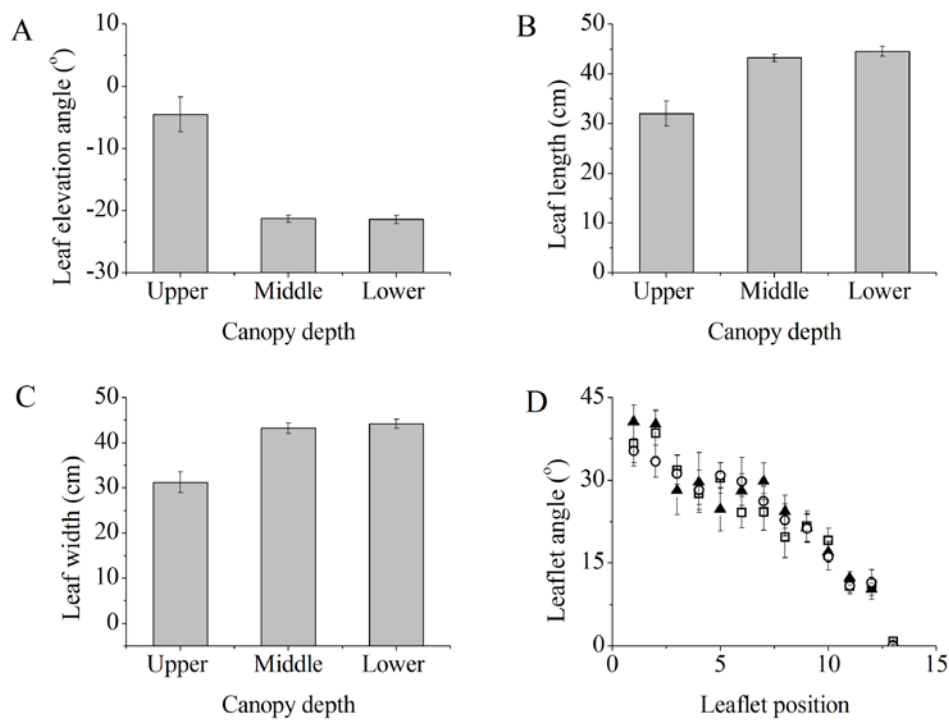 A
Leaf elevation angle (°)
10
0
-10
-20
-30
Upper Middle Lower
Canopy depth
B
Leaf length (cm)
50
40
30
20
10
0
Upper Middle Lower
Canopy depth
C
Leaf width (cm)
50
40
30
20
10
0
Upper Middle Lower
Canopy depth
D
Leaflet angle (°)
45
30
15
0
0 5 10 15
Leaflet position